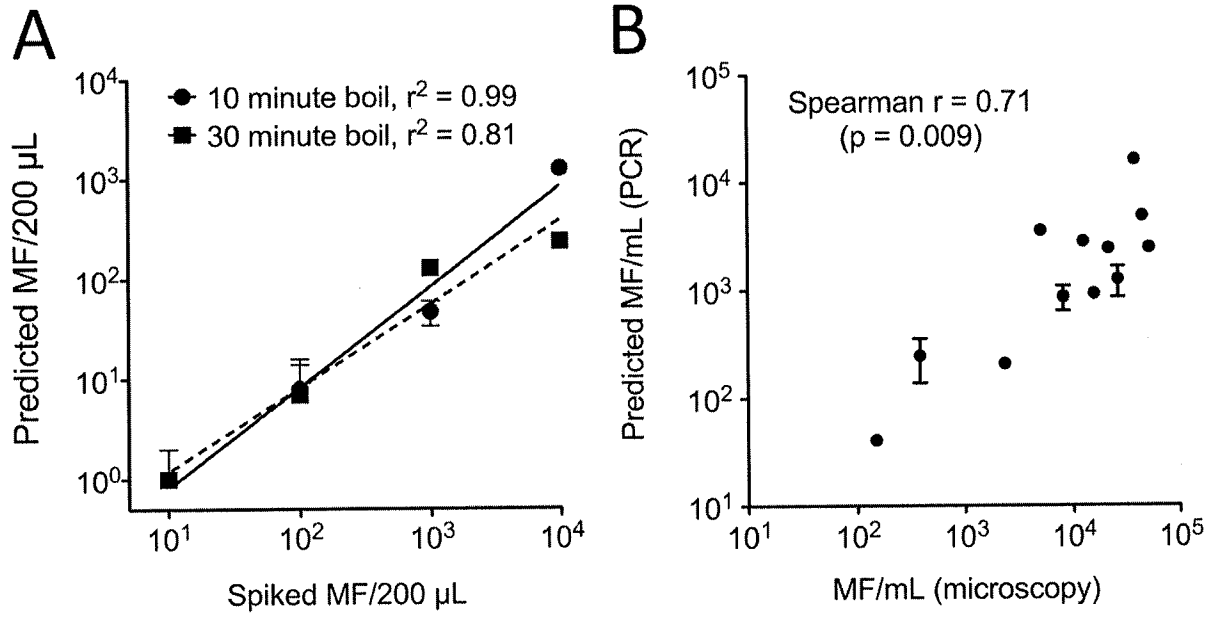 A
10⁴
10³
10²
10¹
10⁰
Predicted MF/200 µL
10 minute boil, r² = 0.99
30 minute boil, r² = 0.81
10¹ 10² 10³ 10⁴
Spiked MF/200 µL
B
10⁵
10⁴
10³
10²
10¹
Predicted MF/mL (PCR)
Spearman r = 0.71
(p = 0.009)
10¹ 10² 10³ 10⁴ 10⁵
MF/mL (microscopy)